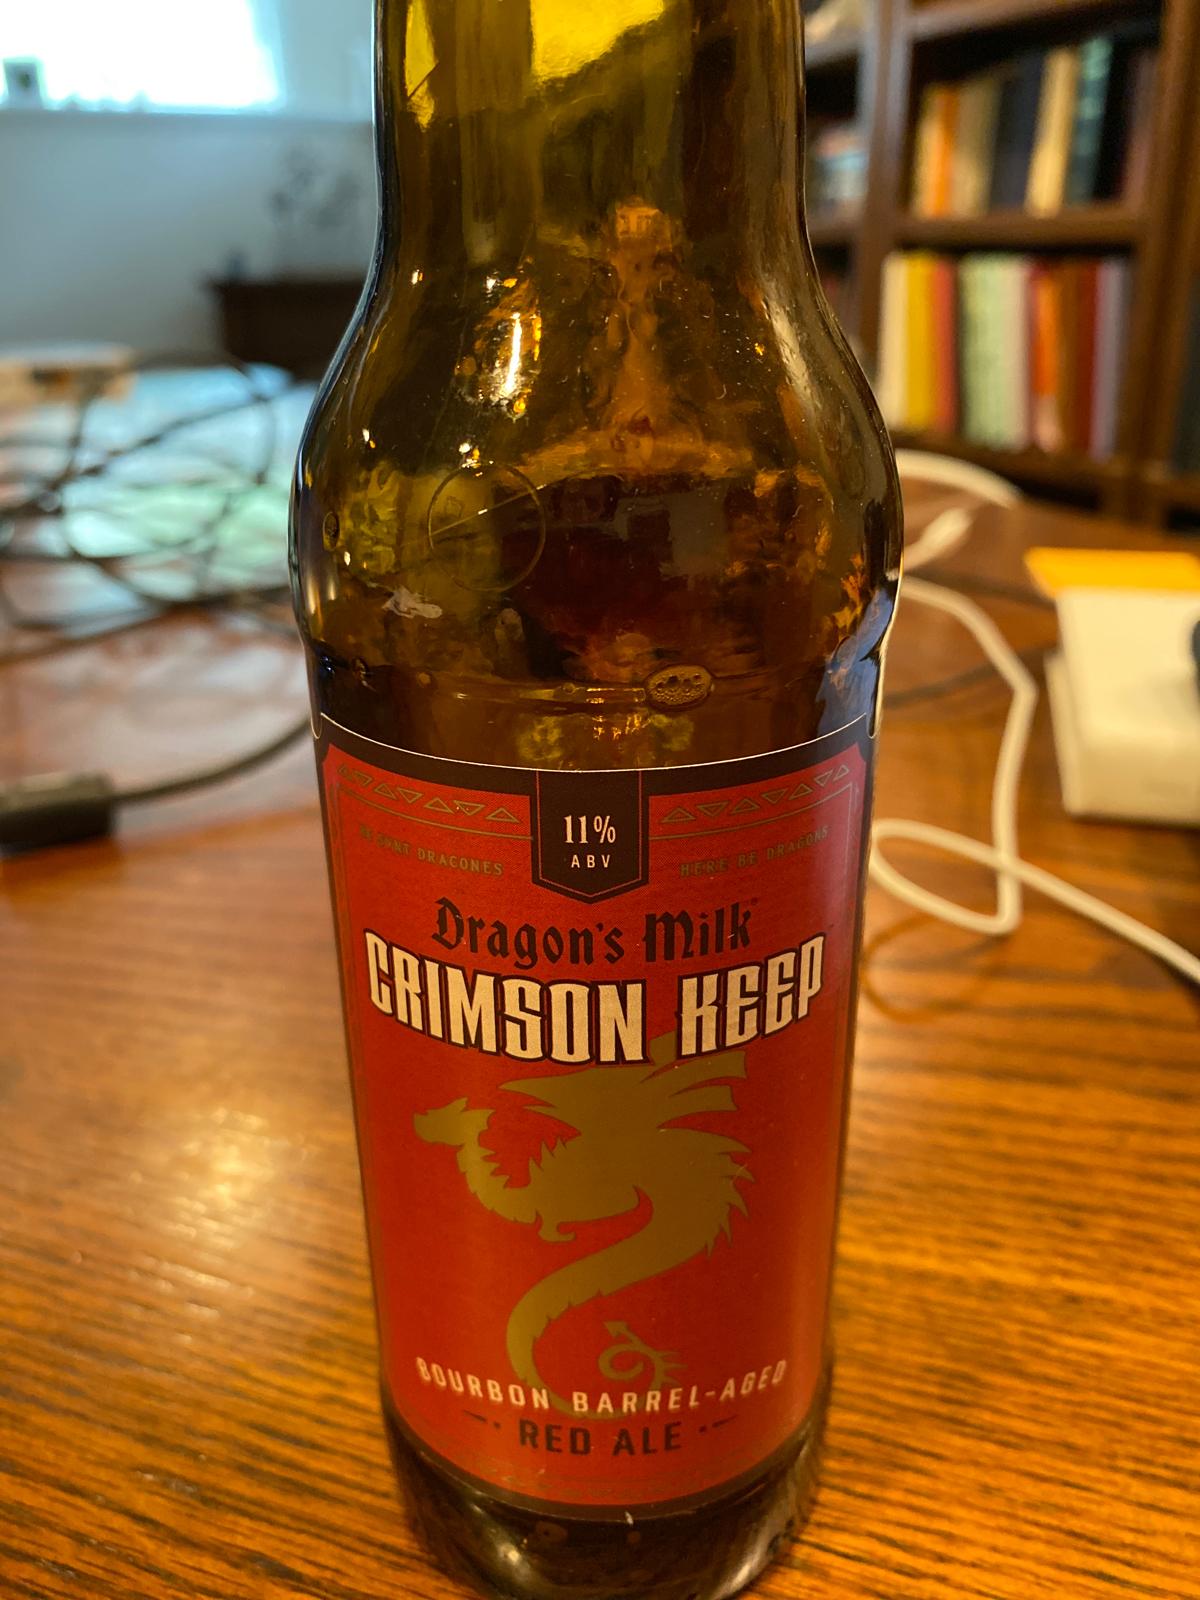 11%
ABV
HIC SUNT DRACONES
HERE BE DRAGONS
Dragon's Milk
CRIMSON KEEP
BOURBON BARREL-AGED
RED ALE